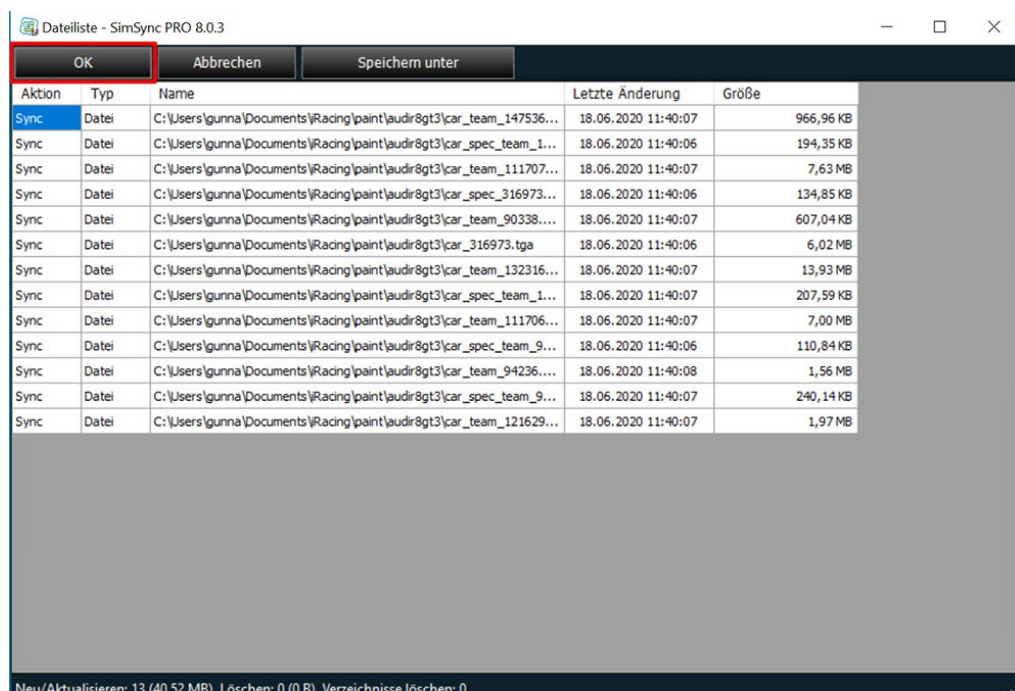 Dateiliste - SimSync PRO 8.0.3
OK Abbrechen Speichern unter
Aktion Typ Name Letzte Änderung Größe
Sync Datei C:\Users\gunna\Documents\iRacing\paint\audir8gt3\car_team_147536... 18.06.2020 11:40:07 966,96 KB
Sync Datei C:\Users\gunna\Documents\iRacing\paint\audir8gt3\car_spec_team_1... 18.06.2020 11:40:06 194,35 KB
Sync Datei C:\Users\gunna\Documents\iRacing\paint\audir8gt3\car_team_111707... 18.06.2020 11:40:07 7,63 MB
Sync Datei C:\Users\gunna\Documents\iRacing\paint\audir8gt3\car_spec_316973... 18.06.2020 11:40:06 134,85 KB
Sync Datei C:\Users\gunna\Documents\iRacing\paint\audir8gt3\car_team_90338.... 18.06.2020 11:40:07 607,04 KB
Sync Datei C:\Users\gunna\Documents\iRacing\paint\audir8gt3\car_316973.tga 18.06.2020 11:40:06 6,02 MB
Sync Datei C:\Users\gunna\Documents\iRacing\paint\audir8gt3\car_team_132316... 18.06.2020 11:40:07 13,93 MB
Sync Datei C:\Users\gunna\Documents\iRacing\paint\audir8gt3\car_spec_team_1... 18.06.2020 11:40:07 207,59 KB
Sync Datei C:\Users\gunna\Documents\iRacing\paint\audir8gt3\car_team_111706... 18.06.2020 11:40:07 7,00 MB
Sync Datei C:\Users\gunna\Documents\iRacing\paint\audir8gt3\car_spec_team_9... 18.06.2020 11:40:06 110,84 KB
Sync Datei C:\Users\gunna\Documents\iRacing\paint\audir8gt3\car_team_94236.... 18.06.2020 11:40:08 1,56 MB
Sync Datei C:\Users\gunna\Documents\iRacing\paint\audir8gt3\car_spec_team_9... 18.06.2020 11:40:07 240,14 KB
Sync Datei C:\Users\gunna\Documents\iRacing\paint\audir8gt3\car_team_121629... 18.06.2020 11:40:07 1,97 MB
Neu/Aktualisieren: 13 (40,52 MB), Löschen: 0 (0 B), Verzeichnisse löschen: 0